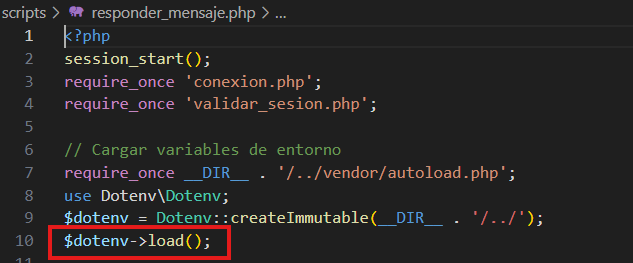 scripts > responder_mensaje.php > ...
1 <?php
2 session_start();
3 require_once 'conexion.php';
4 require_once 'validar_sesion.php';
5
6 // Cargar variables de entorno
7 require_once __DIR__ . '/../vendor/autoload.php';
8 use Dotenv\Dotenv;
9 $dotenv = Dotenv::createImmutable(__DIR__ . '/../');
10 $dotenv->load();
11